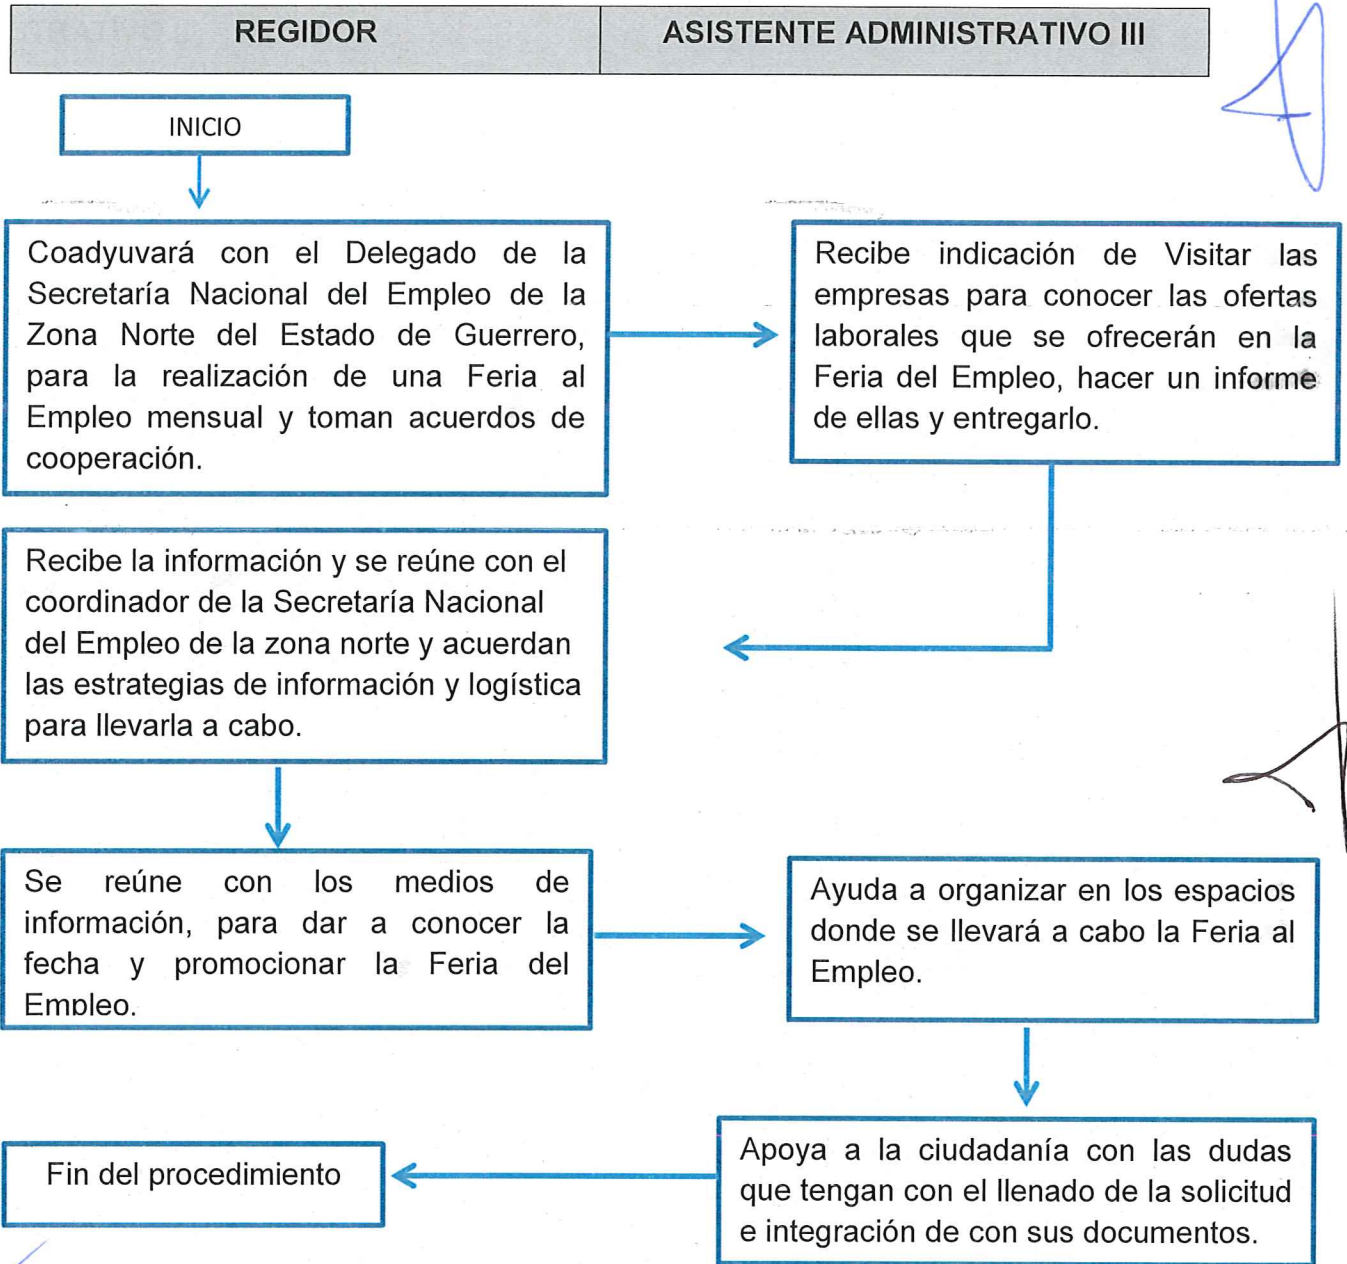 REGIDOR
ASISTENTE ADMINISTRATIVO III
INICIO
Coadyuvará con el Delegado de la
Secretaría Nacional del Empleo de la
Zona Norte del Estado de Guerrero,
para la realización de una Feria al
Empleo mensual y toman acuerdos de
cooperación.
Recibe indicación de Visitar las
empresas para conocer las ofertas
laborales que se ofrecerán en la
Feria del Empleo, hacer un informe
de ellas y entregarlo.
Recibe la información y se reúne con el
coordinador de la Secretaría Nacional
del Empleo de la zona norte y acuerdan
las estrategias de información y logística
para llevarla a cabo.
Se reúne con los medios de
información, para dar a conocer la
fecha y promocionar la Feria del
Empleo.
Ayuda a organizar en los espacios
donde se llevará a cabo la Feria al
Empleo.
Apoya a la ciudadanía con las dudas
que tengan con el llenado de la solicitud
e integración de con sus documentos.
Fin del procedimiento